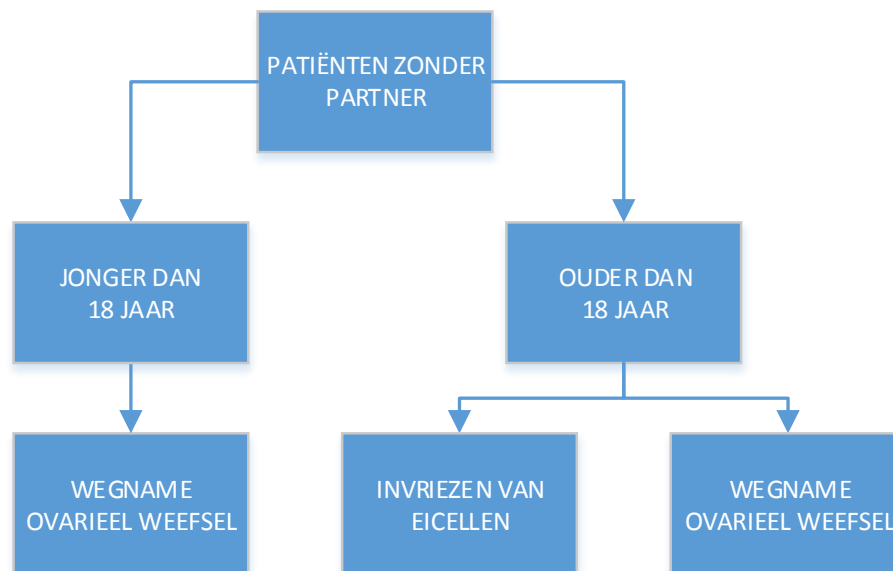 PATIËNTEN ZONDER
PARTNER
JONGER DAN
18 JAAR
OUDER DAN
18 JAAR
WEGNAME
OVARIEEL WEEFSEL
INVRIEZEN VAN
EICELLEN
WEGNAME
OVARIEEL WEEFSEL